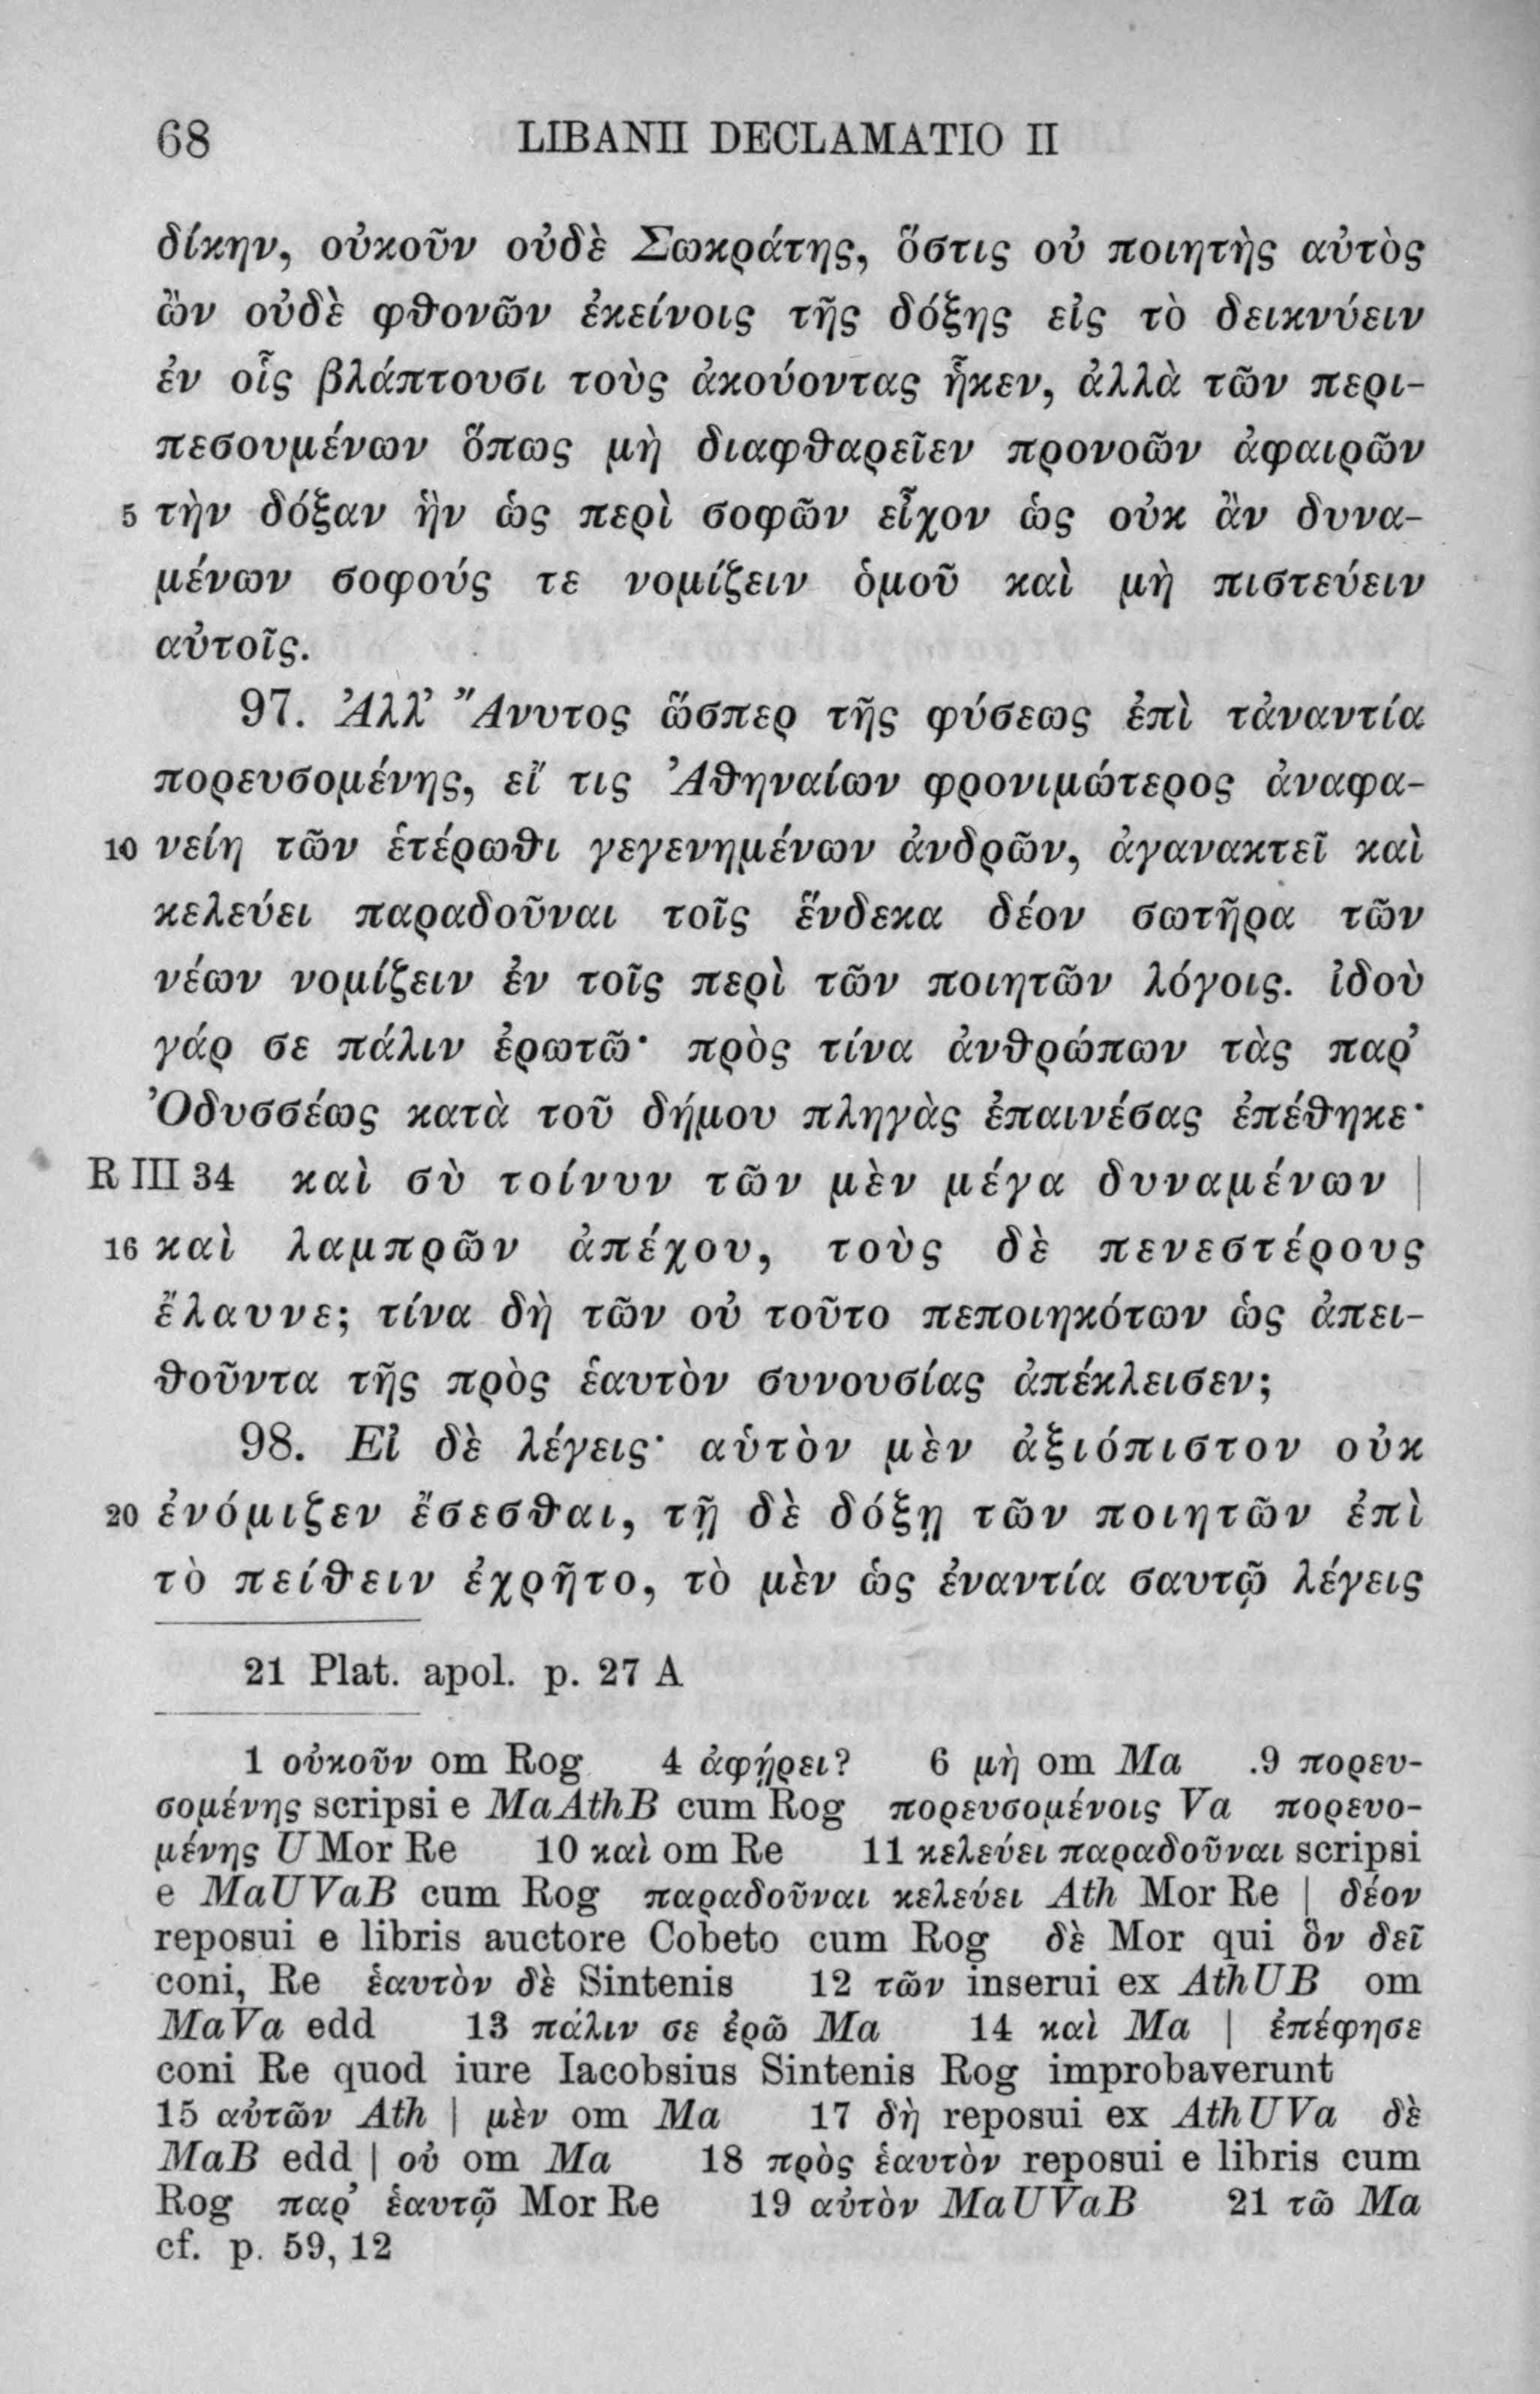 68 LIBANII DECLAMATIO II
δίκην, οὐκοῦν οὐδὲ Σωκράτης, ὅστις οὐ ποιητὴς αὐτὸς
ὢν οὐδὲ φθονῶν ἐκείνοις τῆς δόξης εἰς τὸ δεικνύειν
ἐν οἷς βλάπτουσι τοὺς ἀκούοντας ἧκεν, ἀλλὰ τῶν περι-
πεσουμένων ὅπως μὴ διαφθαρεῖεν προνοῶν ἀφαιρῶν
5 τὴν δόξαν ἣν ὡς περὶ σοφῶν εἶχον ὡς οὐκ ἂν δυνα-
μένων σοφούς τε νομίζειν ὁμοῦ καὶ μὴ πιστεύειν
αὐτοῖς.
97. Ἀλλ’ Ἄνυτος ὥσπερ τῆς φύσεως ἐπὶ τἀναντία
πορευσομένης, εἴ τις Ἀθηναίων φρονιμώτερος ἀναφα-
10 νείη τῶν ἑτέρωθι γεγενημένων ἀνδρῶν, ἀγανακτεῖ καὶ
κελεύει παραδοῦναι τοῖς ἕνδεκα δέον σωτῆρα τῶν
νέων νομίζειν ἐν τοῖς περὶ τῶν ποιητῶν λόγοις. ἰδοὺ
γάρ σε πάλιν ἐρωτῶ· πρὸς τίνα ἀνθρώπων τὰς παρ’
Ὀδυσσέως κατὰ τοῦ δήμου πληγὰς ἐπαινέσας ἐπέθηκε·
R III 34 καὶ σὺ τοίνυν τῶν μὲν μέγα δυναμένων |
16 καὶ λαμπρῶν ἀπέχου, τοὺς δὲ πενεστέρους
ἔλαυνε; τίνα δὴ τῶν οὐ τοῦτο πεποιηκότων ὡς ἀπει-
θοῦντα τῆς πρὸς ἑαυτὸν συνουσίας ἀπέκλεισεν;
98. Εἰ δὲ λέγεις· αὑτὸν μὲν ἀξιόπιστον οὐκ
20 ἐνόμιζεν ἔσεσθαι, τῇ δὲ δόξῃ τῶν ποιητῶν ἐπὶ
τὸ πείθειν ἐχρῆτο, τὸ μὲν ὡς ἐναντία σαυτῷ λέγεις
21 Plat. apol. p. 27 A
1 οὐκοῦν om Rog 4 ἀφῄρει? 6 μὴ om Ma .9 πορευ-
σομένης scripsi e MaAthB cum Rog πορευσομένοις Va πορευο-
μένης U Mor Re 10 καὶ om Re 11 κελεύει παραδοῦναι scripsi
e MaUVaB cum Rog παραδοῦναι κελεύει Ath Mor Re | δέον
reposui e libris auctore Cobeto cum Rog δὲ Mor qui ὃν δεῖ
coni, Re ἑαυτὸν δὲ Sintenis 12 τῶν inserui ex AthUB om
MaVa edd 13 πάλιν σε ἐρῶ Ma 14 καὶ Ma | ἐπέφησε
coni Re quod iure Iacobsius Sintenis Rog improbaverunt
15 αὐτῶν Ath | μὲν om Ma 17 δὴ reposui ex AthUVa δὲ
MaB edd | οὐ om Ma 18 πρὸς ἑαυτὸν reposui e libris cum
Rog παρ’ ἑαυτῷ Mor Re 19 αὐτὸν MaUVaB 21 τῶ Ma
cf. p. 59, 12